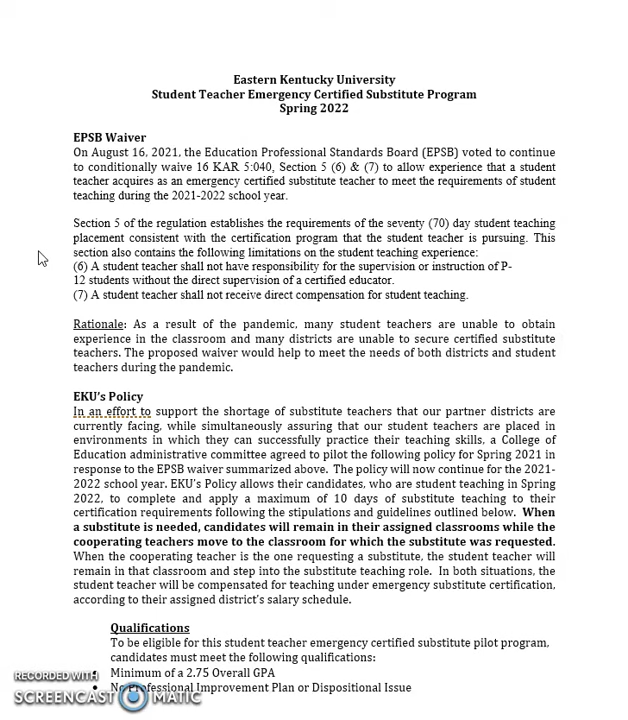 Eastern Kentucky University
Student Teacher Emergency Certified Substitute Program
Spring 2022
EPSB Waiver
On August 16, 2021, the Education Professional Standards Board (EPSB) voted to continue
to conditionally waive 16 KAR 5:040, Section 5 (6) & (7) to allow experience that a student
teacher acquires as an emergency certified substitute teacher to meet the requirements of student
teaching during the 2021-2022 school year.
Section 5 of the regulation establishes the requirements of the seventy (70) day student teaching
placement consistent with the certification program that the student teacher is pursuing. This
section also contains the following limitations on the student teaching experience:
(6) A student teacher shall not have responsibility for the supervision or instruction of P-
12 students without the direct supervision of a certified educator.
(7) A student teacher shall not receive direct compensation for student teaching.
Rationale: As a result of the pandemic, many student teachers are unable to obtain
experience in the classroom and many districts are unable to secure certified substitute
teachers. The proposed waiver would help to meet the needs of both districts and student
teachers during the pandemic.
EKU's Policy
In an effort to support the shortage of substitute teachers that our partner districts are
currently facing, while simultaneously assuring that our student teachers are placed in
environments in which they can successfully practice their teaching skills, a College of
Education administrative committee agreed to pilot the following policy for Spring 2021 in
response to the EPSB waiver summarized above. The policy will now continue for the 2021-
2022 school year. EKU's Policy allows their candidates, who are student teaching in Spring
2022, to complete and apply a maximum of 10 days of substitute teaching to their
certification requirements following the stipulations and guidelines outlined below. When
a substitute is needed, candidates will remain in their assigned classrooms while the
cooperating teachers move to the classroom for which the substitute was requested.
When the cooperating teacher is the one requesting a substitute, the student teacher will
remain in that classroom and step into the substitute teaching role. In both situations, the
student teacher will be compensated for teaching under emergency substitute certification,
according to their assigned district's salary schedule.
Qualifications
To be eligible for this student teacher emergency certified substitute pilot program,
candidates must meet the following qualifications:
• Minimum of a 2.75 Overall GPA
• No Professional Improvement Plan or Dispositional Issue
RECORDED WITH
SCREENCAST MATIC